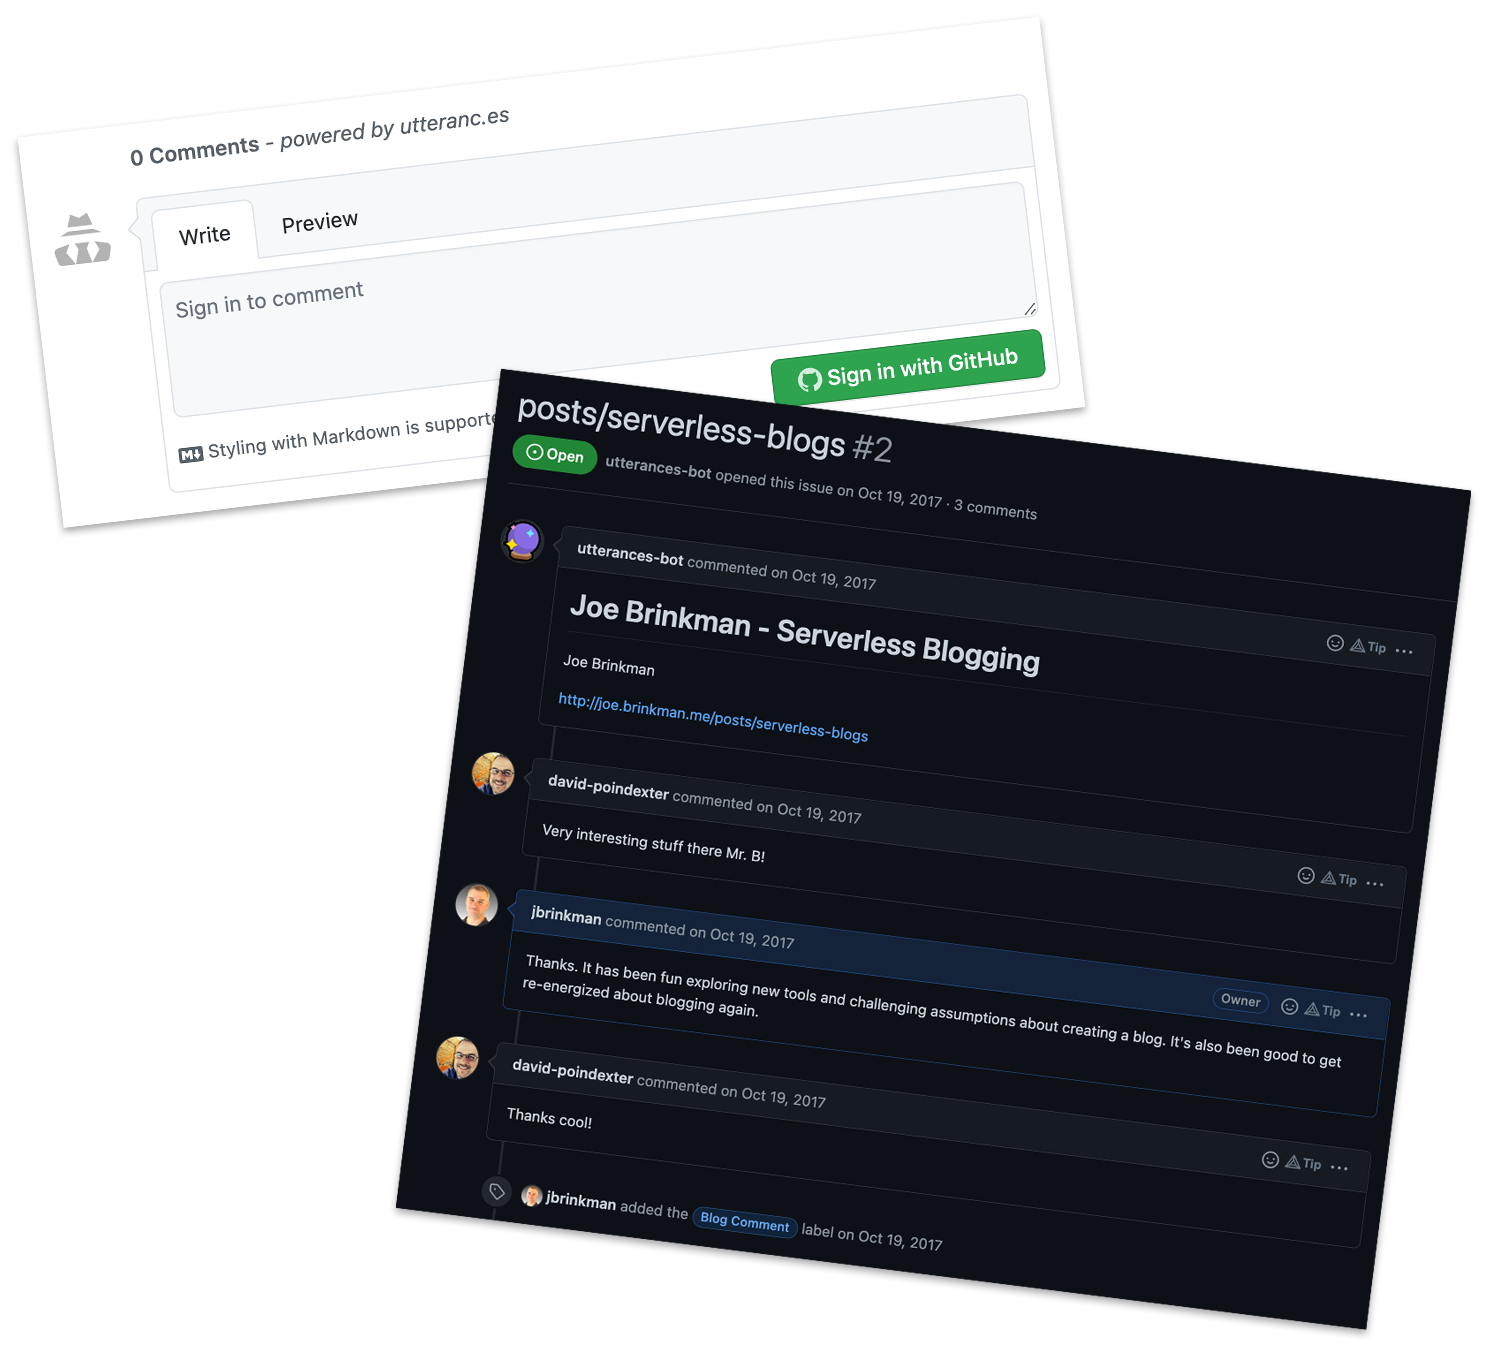 0 Comments - powered by utteranc.es
Write
Preview
Sign in to comment
Sign in with GitHub
M Styling with Markdown is supporte
posts/serverless-blogs #2
Open
utterances-bot opened this issue on Oct 19, 2017 · 3 comments
utterances-bot commented on Oct 19, 2017
Tip
Joe Brinkman - Serverless Blogging
Joe Brinkman
http://joe.brinkman.me/posts/serverless-blogs
david-poindexter commented on Oct 19, 2017
Tip
Very interesting stuff there Mr. B!
jbrinkman commented on Oct 19, 2017
Owner
Tip
Thanks. It has been fun exploring new tools and challenging assumptions about creating a blog. It's also been good to get
re-energized about blogging again.
david-poindexter commented on Oct 19, 2017
Tip
Thanks cool!
jbrinkman added the Blog Comment label on Oct 19, 2017